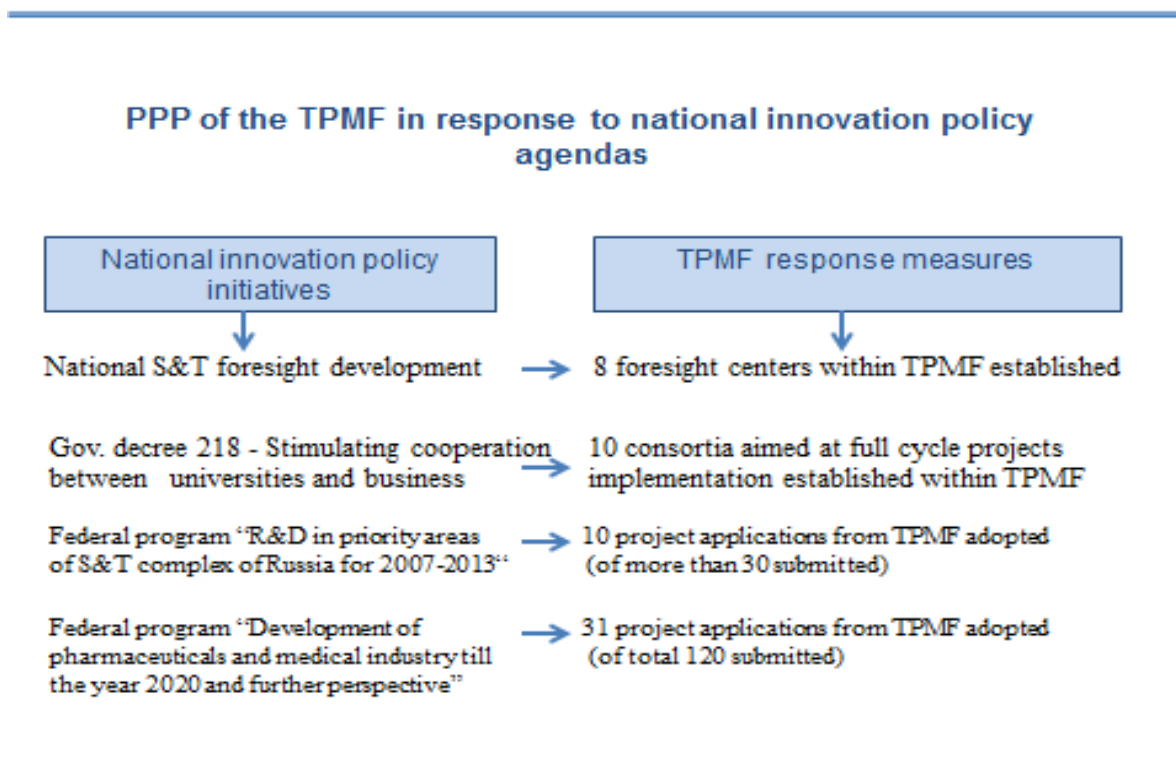 PPP of the TPMF in response to national innovation policy
agendas
National innovation policy
initiatives
TPMF response measures
National S&T foresight development
8 foresight centers within TPMF established
Gov. decree 218 - Stimulating cooperation
between universities and business
10 consortia aimed at full cycle projects
implementation established within TPMF
Federal program “R&D in priority areas
of S&T complex of Russia for 2007-2013“
10 project applications from TPMF adopted
(of more than 30 submitted)
Federal program “Development of
pharmaceuticals and medical industry till
the year 2020 and further perspective”
31 project applications from TPMF adopted
(of total 120 submitted)